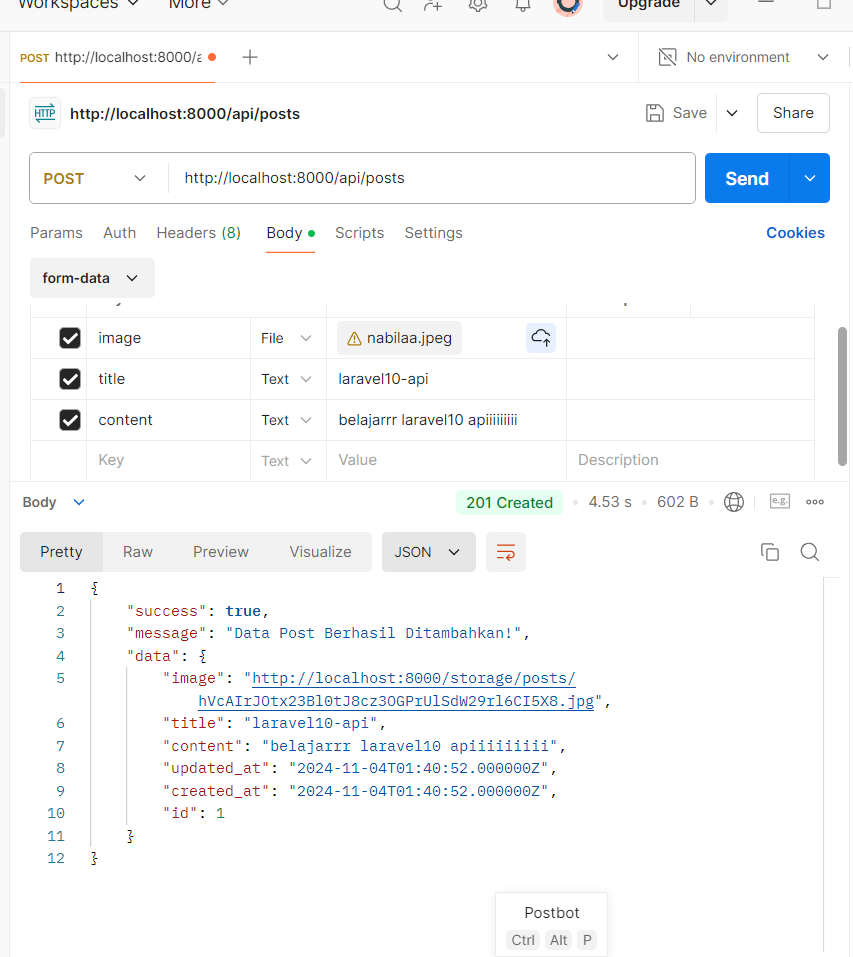 Workspaces More Upgrade
POST http://localhost:8000/a No environment
HTTP http://localhost:8000/api/posts Save Share
POST http://localhost:8000/api/posts Send
Params Auth Headers (8) Body Scripts Settings Cookies
form-data
image File nabilaa.jpeg
title Text laravel10-api
content Text belajarrr laravel10 apiiiiiiiii
Key Text Value Description
Body 201 Created 4.53 s 602 B e.g.
Pretty Raw Preview Visualize JSON
1 {
2 "success": true,
3 "message": "Data Post Berhasil Ditambahkan!",
4 "data": {
5 "image": "http://localhost:8000/storage/posts/
hVcAIrJOtx23Bl0tJ8cz3OGPrUlSdW29rl6CI5X8.jpg",
6 "title": "laravel10-api",
7 "content": "belajarrr laravel10 apiiiiiiiii",
8 "updated_at": "2024-11-04T01:40:52.000000Z",
9 "created_at": "2024-11-04T01:40:52.000000Z",
10 "id": 1
11 }
12 }
Postbot
Ctrl Alt P